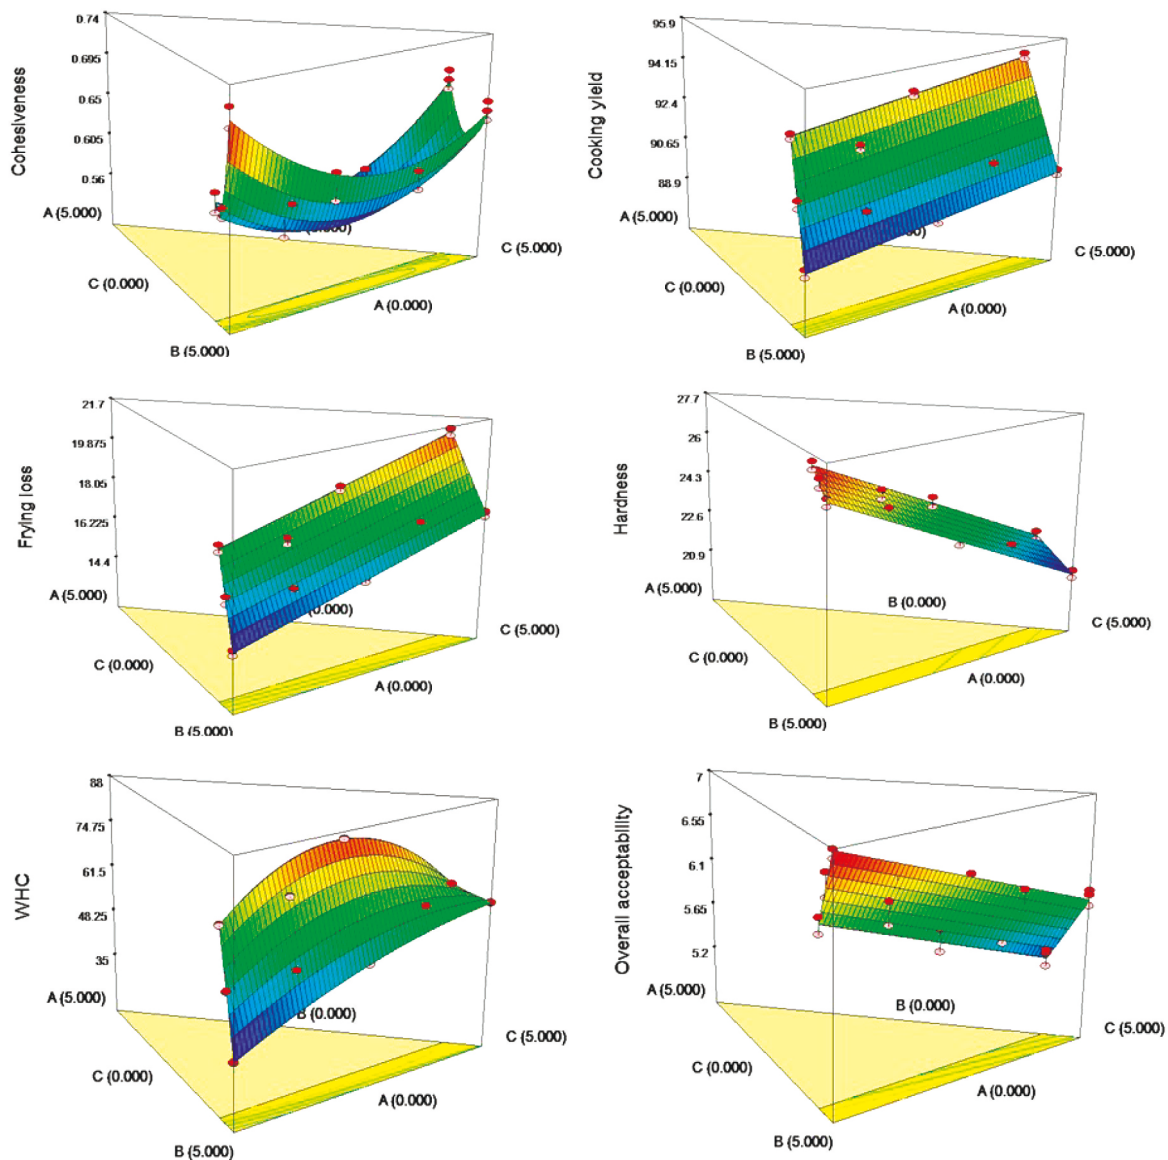 0.74
0.695
0.65
0.605
0.56
Cohesiveness
A (5.000)
C (0.000)
B (5.000)
A (0.000)
C (5.000)
95.9
94.15
92.4
90.65
88.9
Cooking yield
A (5.000)
C (0.000)
B (5.000)
A (0.000)
C (5.000)
21.7
19.875
18.05
16.225
14.4
Frying loss
A (5.000)
C (0.000)
B (5.000)
A (0.000)
C (5.000)
27.7
26
24.3
22.6
20.9
Hardness
A (5.000)
B (0.000)
C (0.000)
B (5.000)
A (0.000)
C (5.000)
88
74.75
61.5
48.25
35
WHC
A (5.000)
B (0.000)
C (0.000)
B (5.000)
A (0.000)
C (5.000)
7
6.55
6.1
5.65
5.2
Overall acceptability
A (5.000)
B (0.000)
C (0.000)
B (5.000)
A (0.000)
C (5.000)